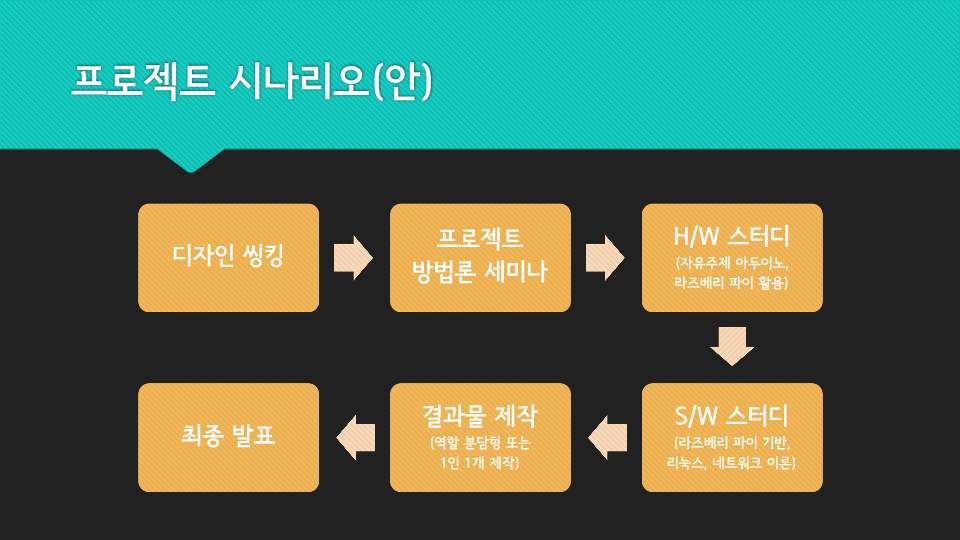 프로젝트 시나리오(안)
디자인 씽킹
프로젝트
방법론 세미나
H/W 스터디
(자유주제 아두이노,
라즈베리 파이 활용)
S/W 스터디
(라즈베리 파이 기반,
리눅스, 네트워크 이론)
결과물 제작
(역할 분담형 또는
1인 1개 제작)
최종 발표